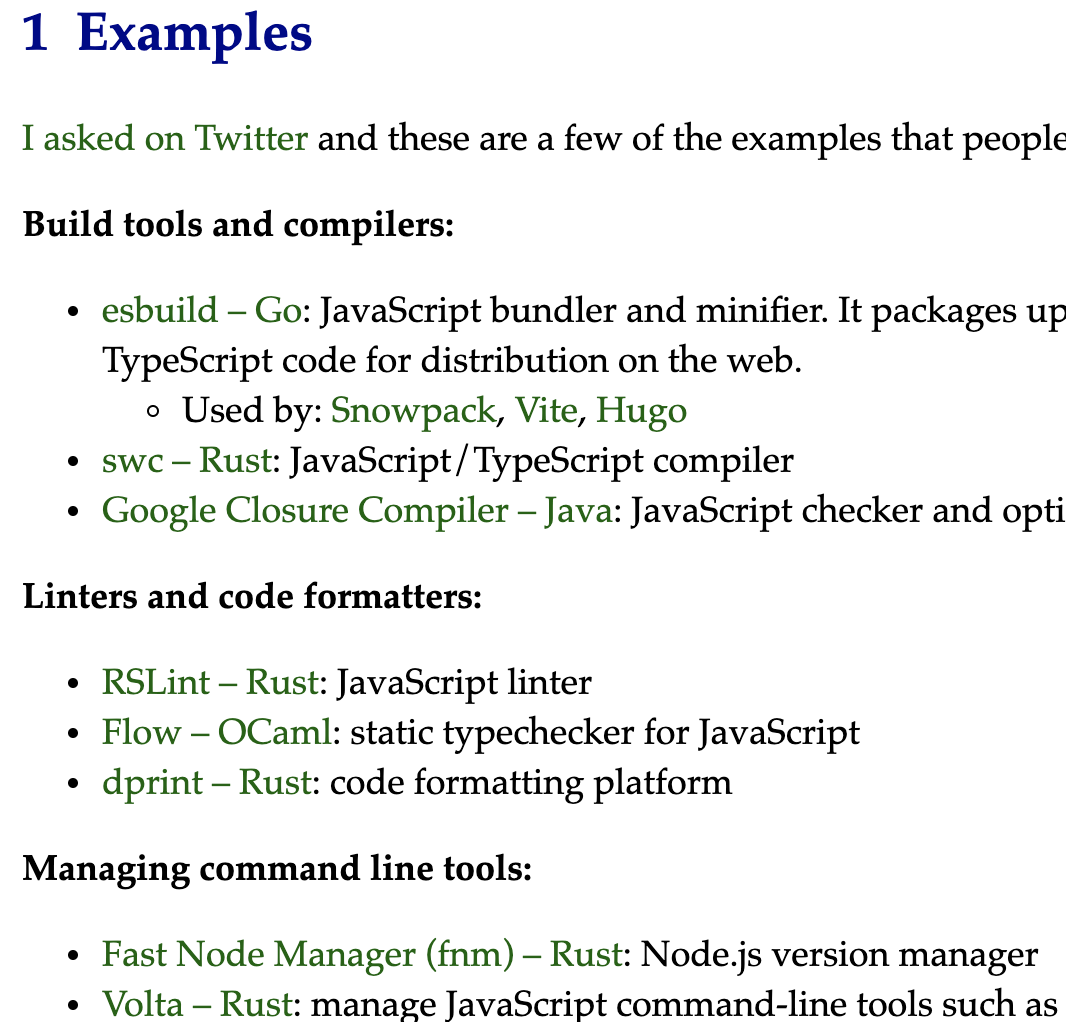 1 Examples
I asked on Twitter and these are a few of the examples that people
Build tools and compilers:
• esbuild – Go: JavaScript bundler and minifier. It packages up
TypeScript code for distribution on the web.
◦ Used by: Snowpack, Vite, Hugo
• swc – Rust: JavaScript/TypeScript compiler
• Google Closure Compiler – Java: JavaScript checker and opti
Linters and code formatters:
• RSLint – Rust: JavaScript linter
• Flow – OCaml: static typechecker for JavaScript
• dprint – Rust: code formatting platform
Managing command line tools:
• Fast Node Manager (fnm) – Rust: Node.js version manager
• Volta – Rust: manage JavaScript command-line tools such as